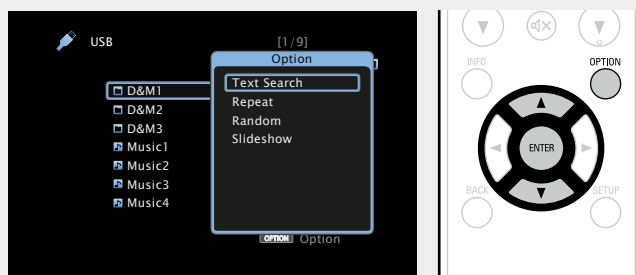 USB
[1/9]
Option
D&M1
D&M2
D&M3
Music1
Music2
Music3
Music4
Text Search
Repeat
Random
Slideshow
OPTION Option
INFO
OPTION
ENTER
BACK
SETUP